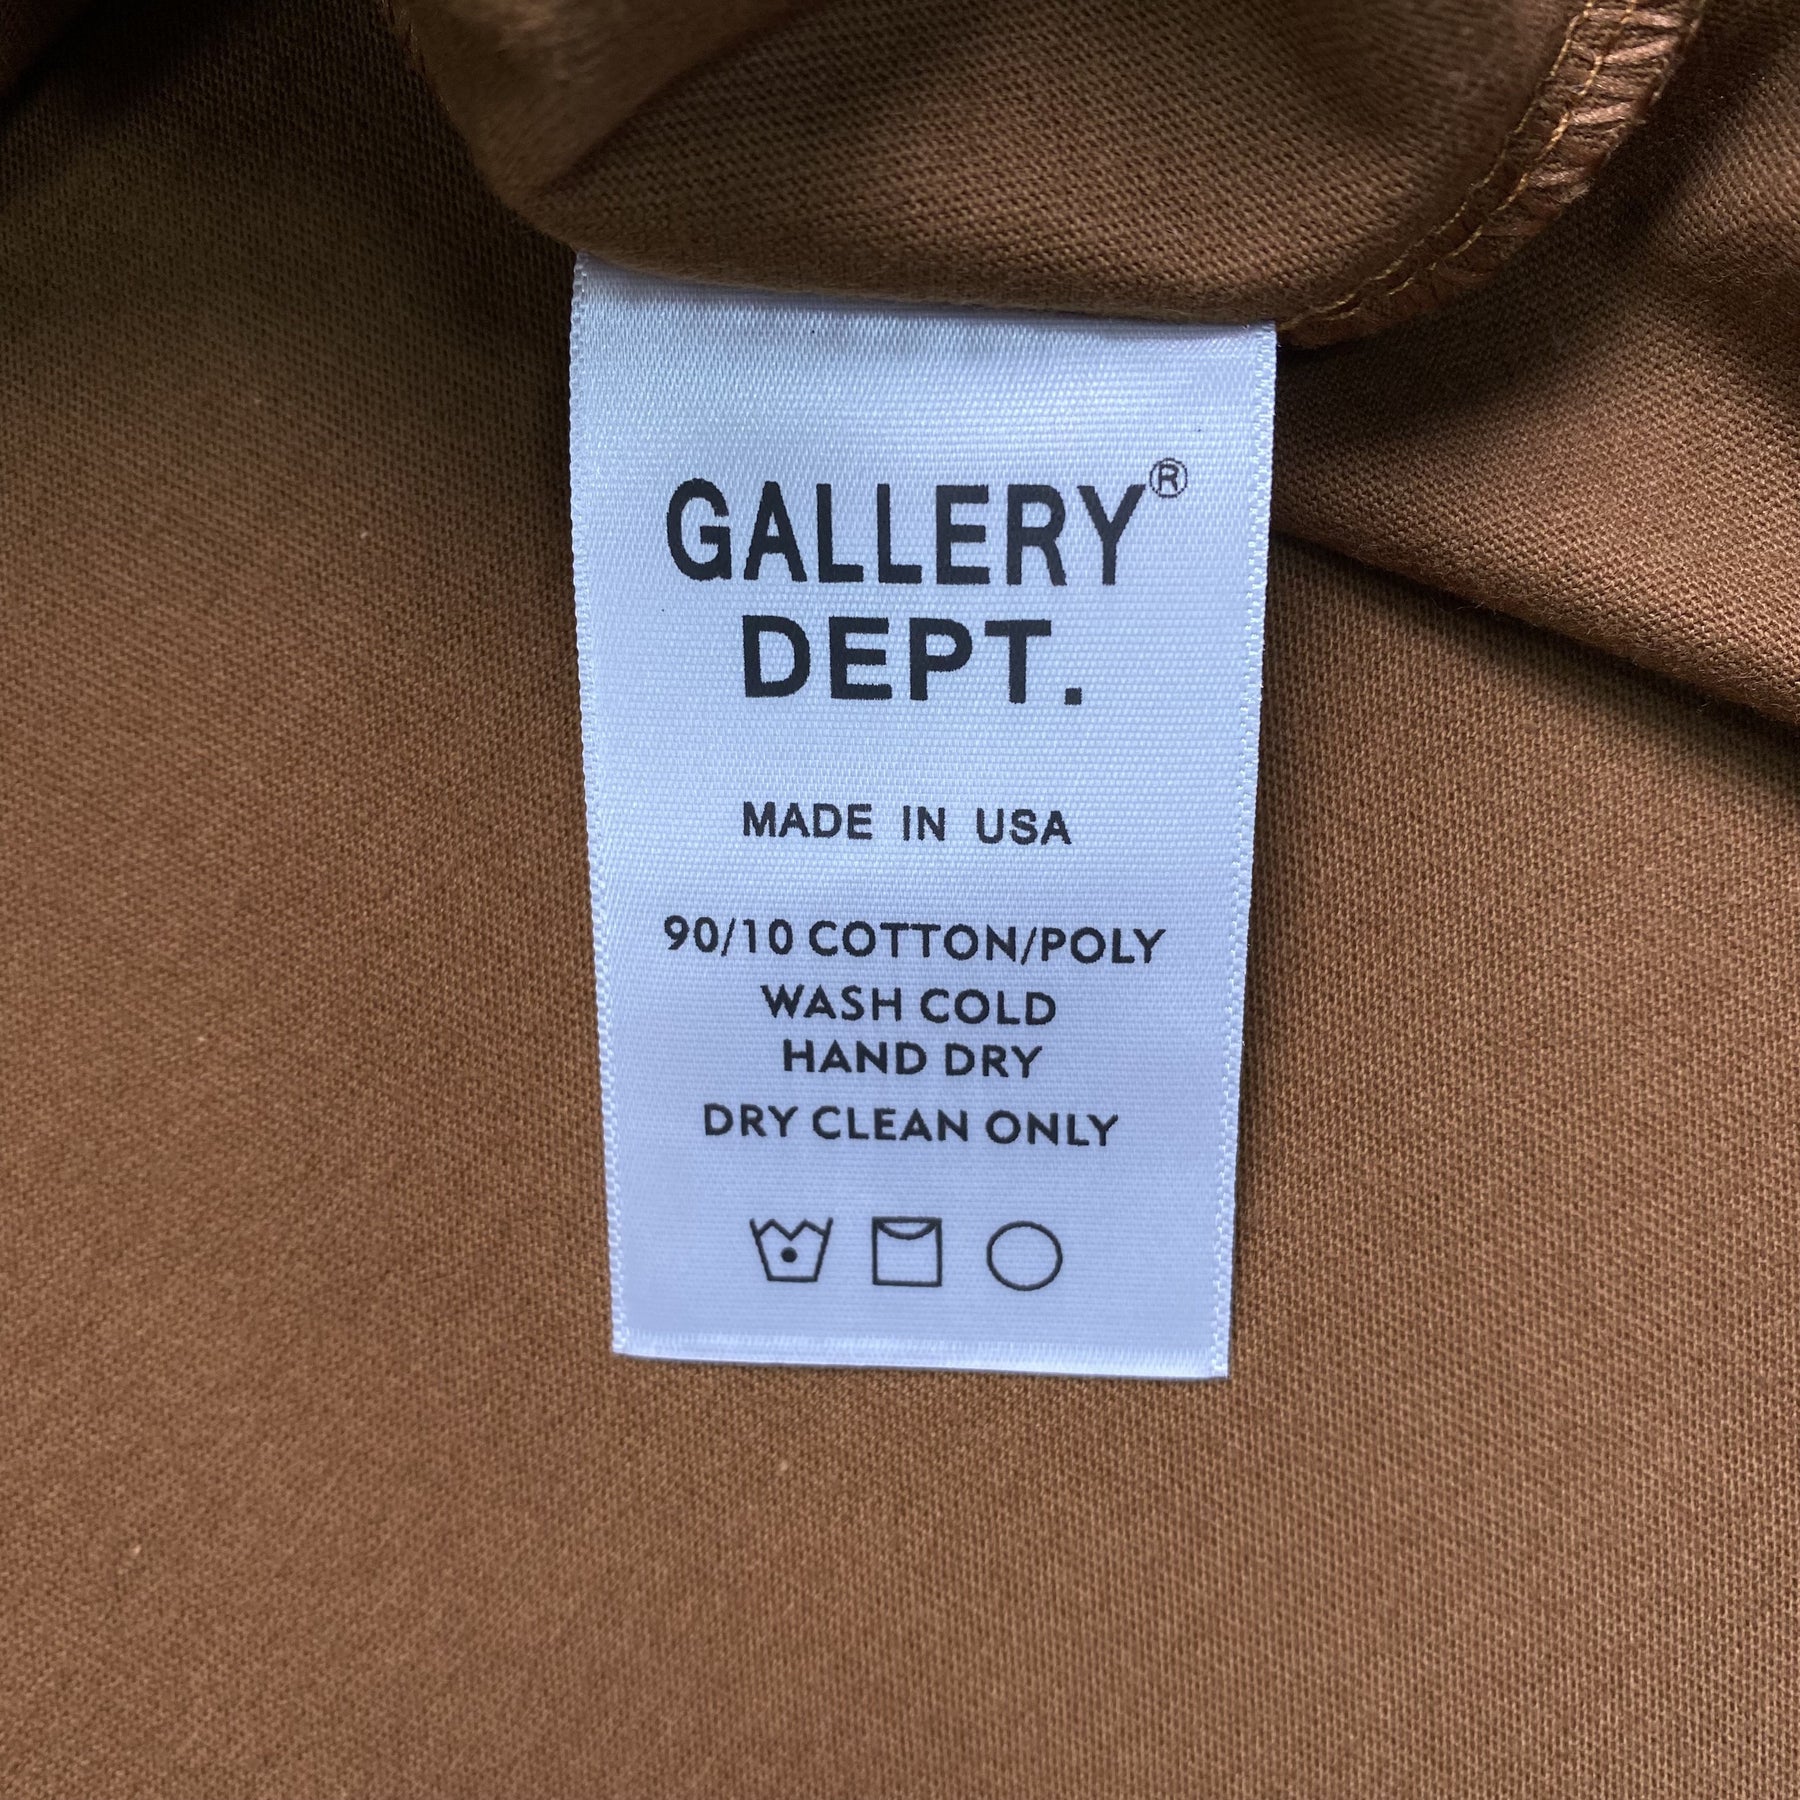 GALLERY®
DEPT.
MADE IN USA
90/10 COTTON/POLY
WASH COLD
HAND DRY
DRY CLEAN ONLY